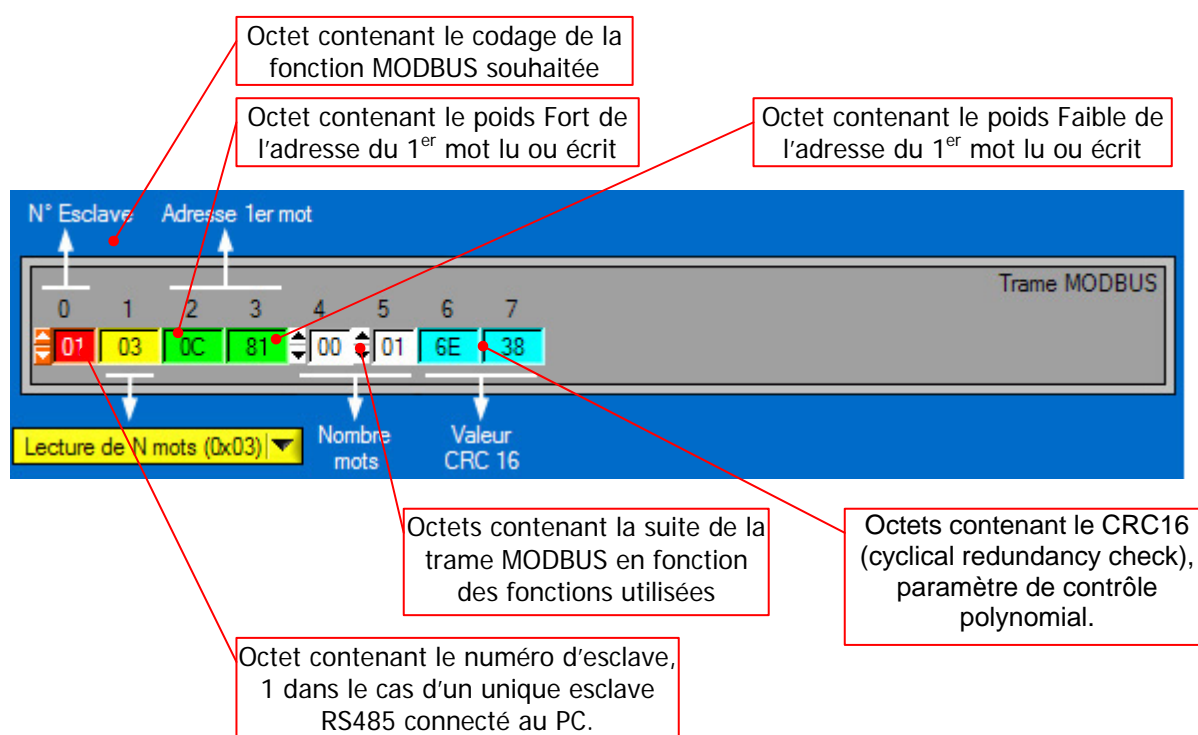 Octet contenant le codage de la
fonction MODBUS souhaitée
Octet contenant le poids Fort de
l'adresse du 1er mot lu ou écrit
Octet contenant le poids Faible de
l'adresse du 1er mot lu ou écrit
N° Esclave Adresse 1er mot
Trame MODBUS
0 1 2 3 4 5 6 7
01 03 0C 81 00 01 6E 38
Lecture de N mots (0x03)
Nombre
mots
Valeur
CRC 16
Octets contenant la suite de la
trame MODBUS en fonction
des fonctions utilisées
Octets contenant le CRC16
(cyclical redundancy check),
paramètre de contrôle
polynomial.
Octet contenant le numéro d'esclave,
1 dans le cas d'un unique esclave
RS485 connecté au PC.